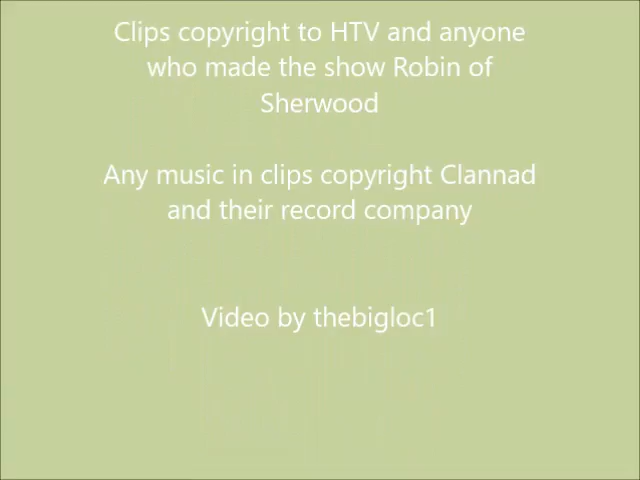 Clips copyright to HTV and anyone
who made the show Robin of
Sherwood
Any music in clips copyright Clannad
and their record company
Video by thebigloc1